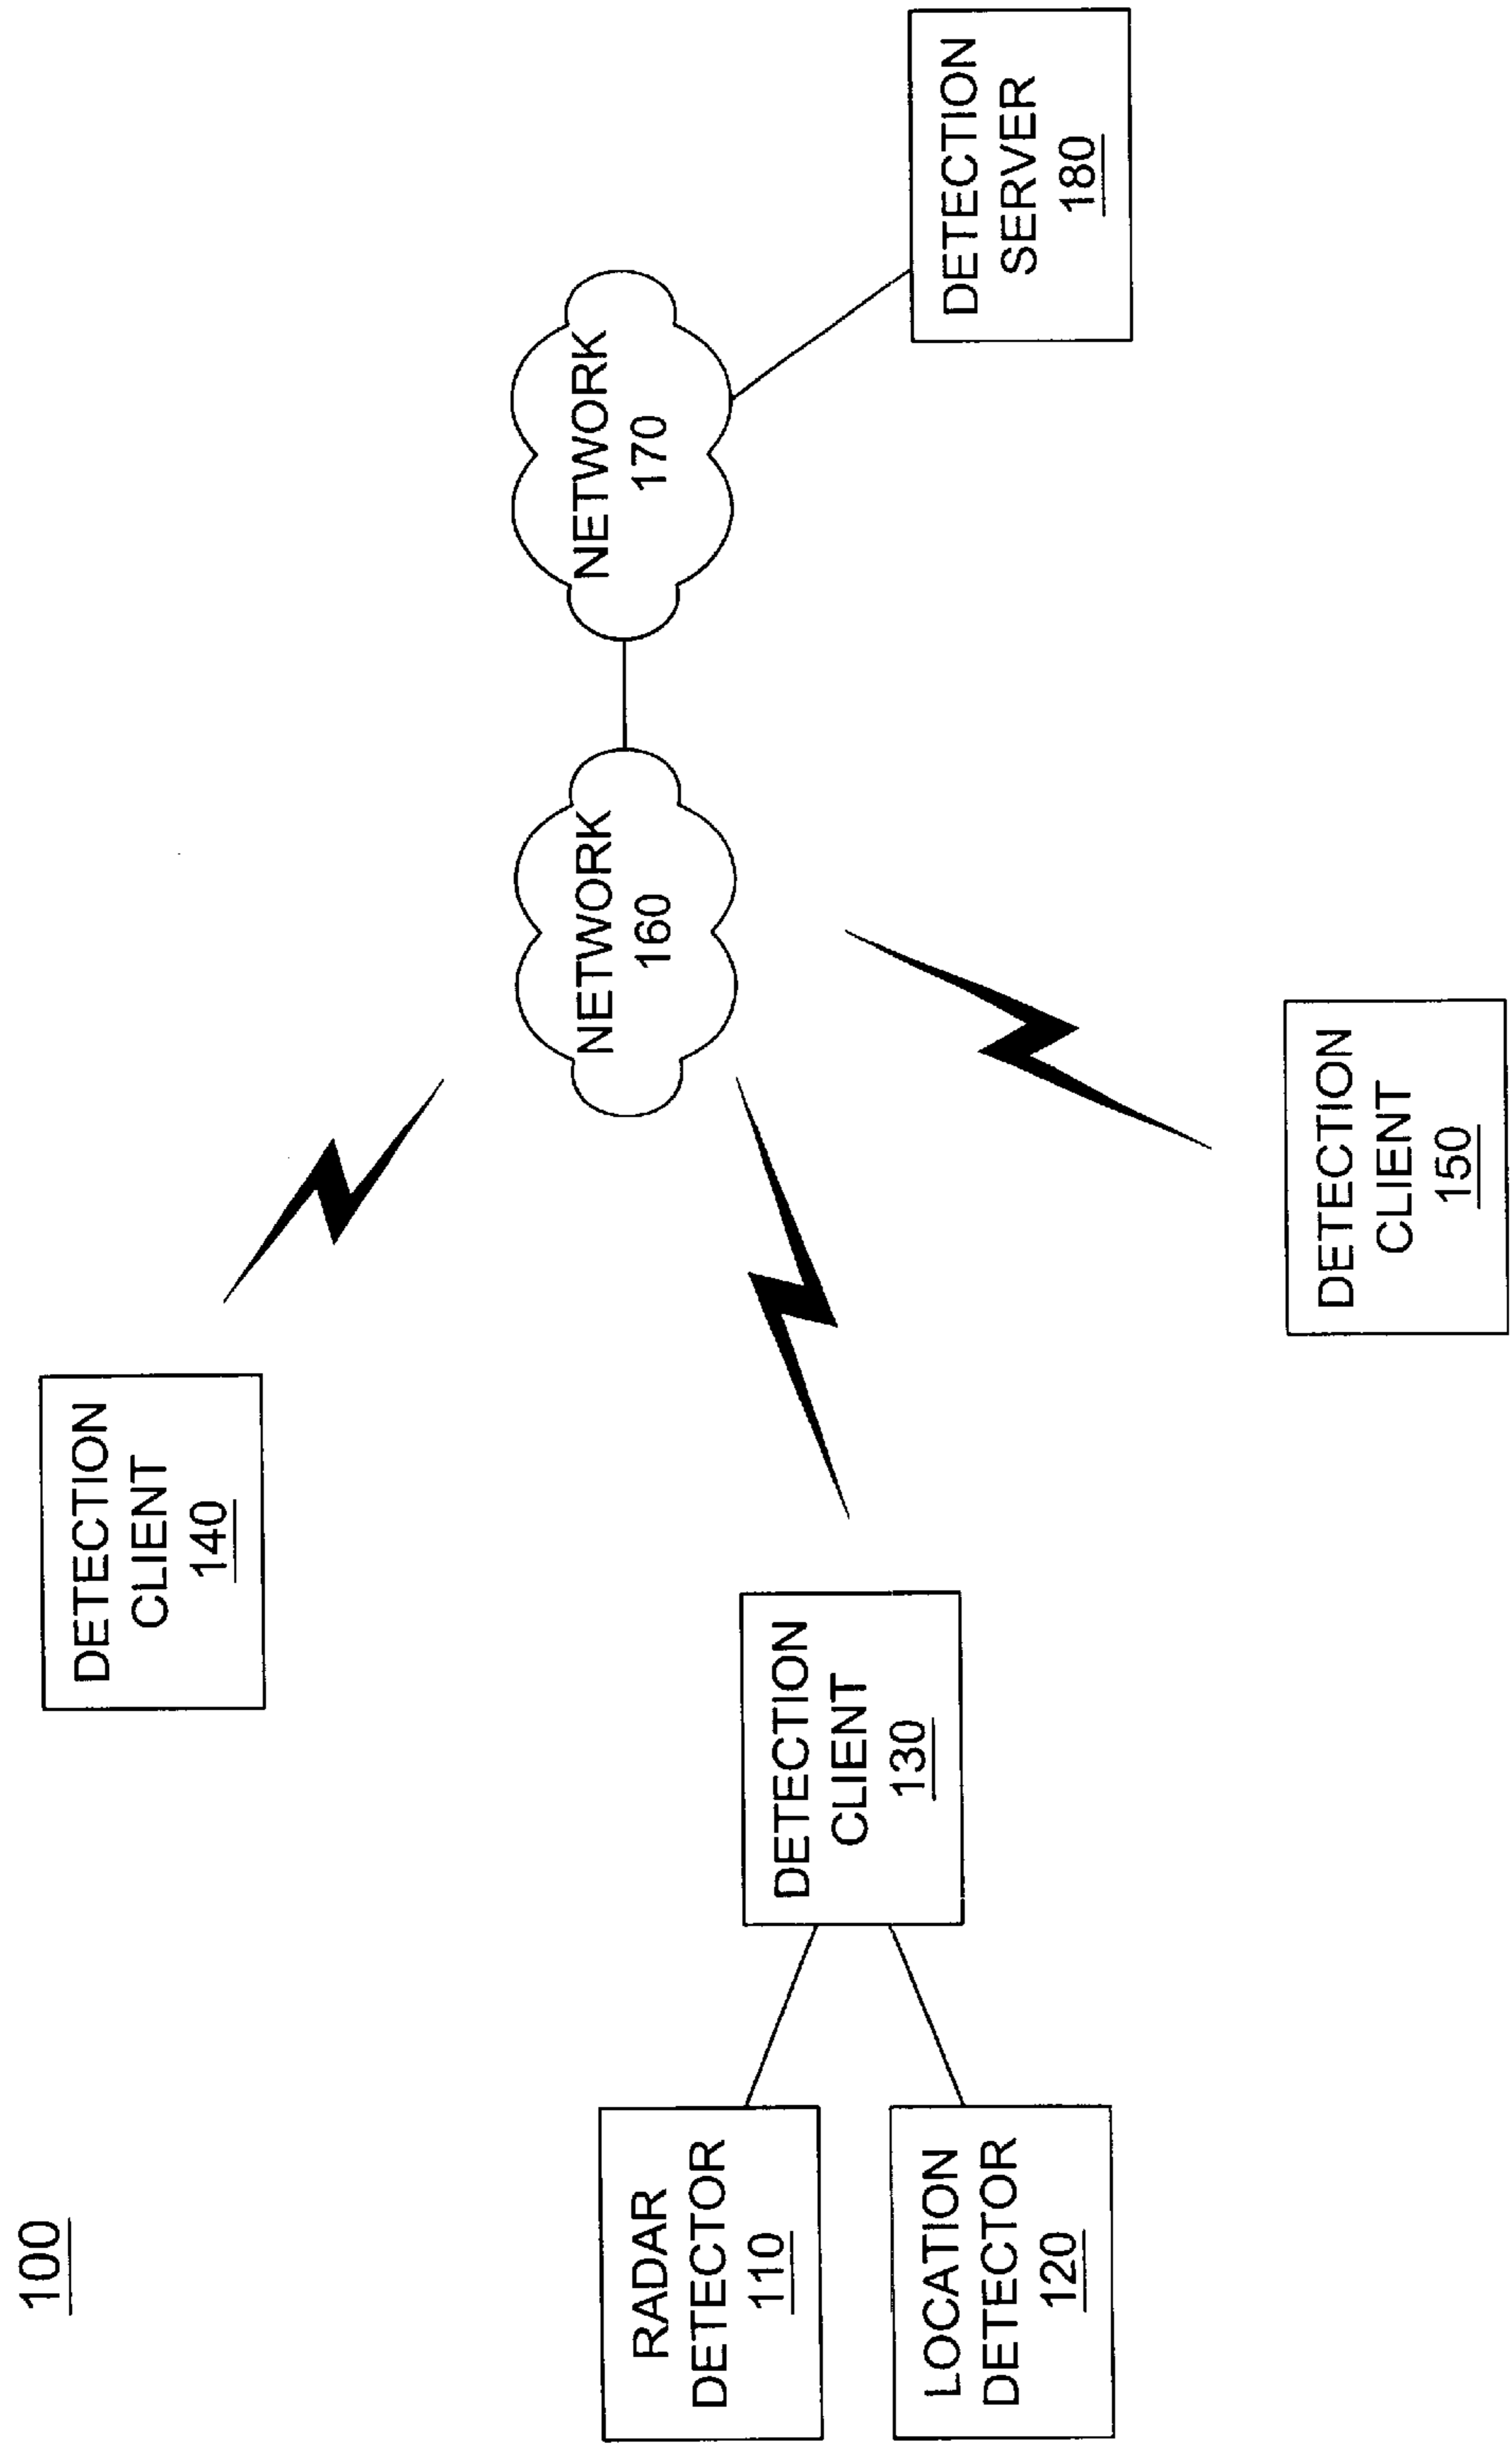 100
DETECTION
CLIENT
140
RADAR
DETECTOR
110
LOCATION
DETECTOR
120
DETECTION
CLIENT
130
NETWORK
160
NETWORK
170
DETECTION
CLIENT
150
DETECTION
SERVER
180